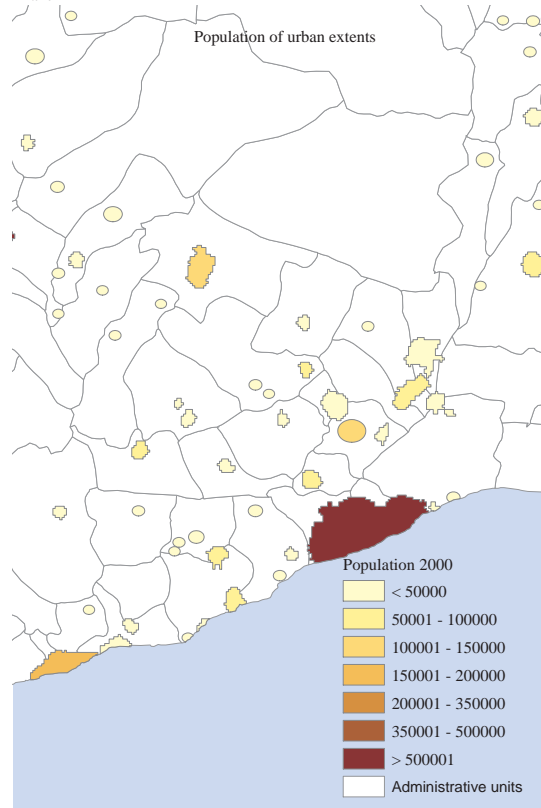 Population of urban extents
Population 2000
< 50000
50001 - 100000
100001 - 150000
150001 - 200000
200001 - 350000
350001 - 500000
> 500001
Administrative units